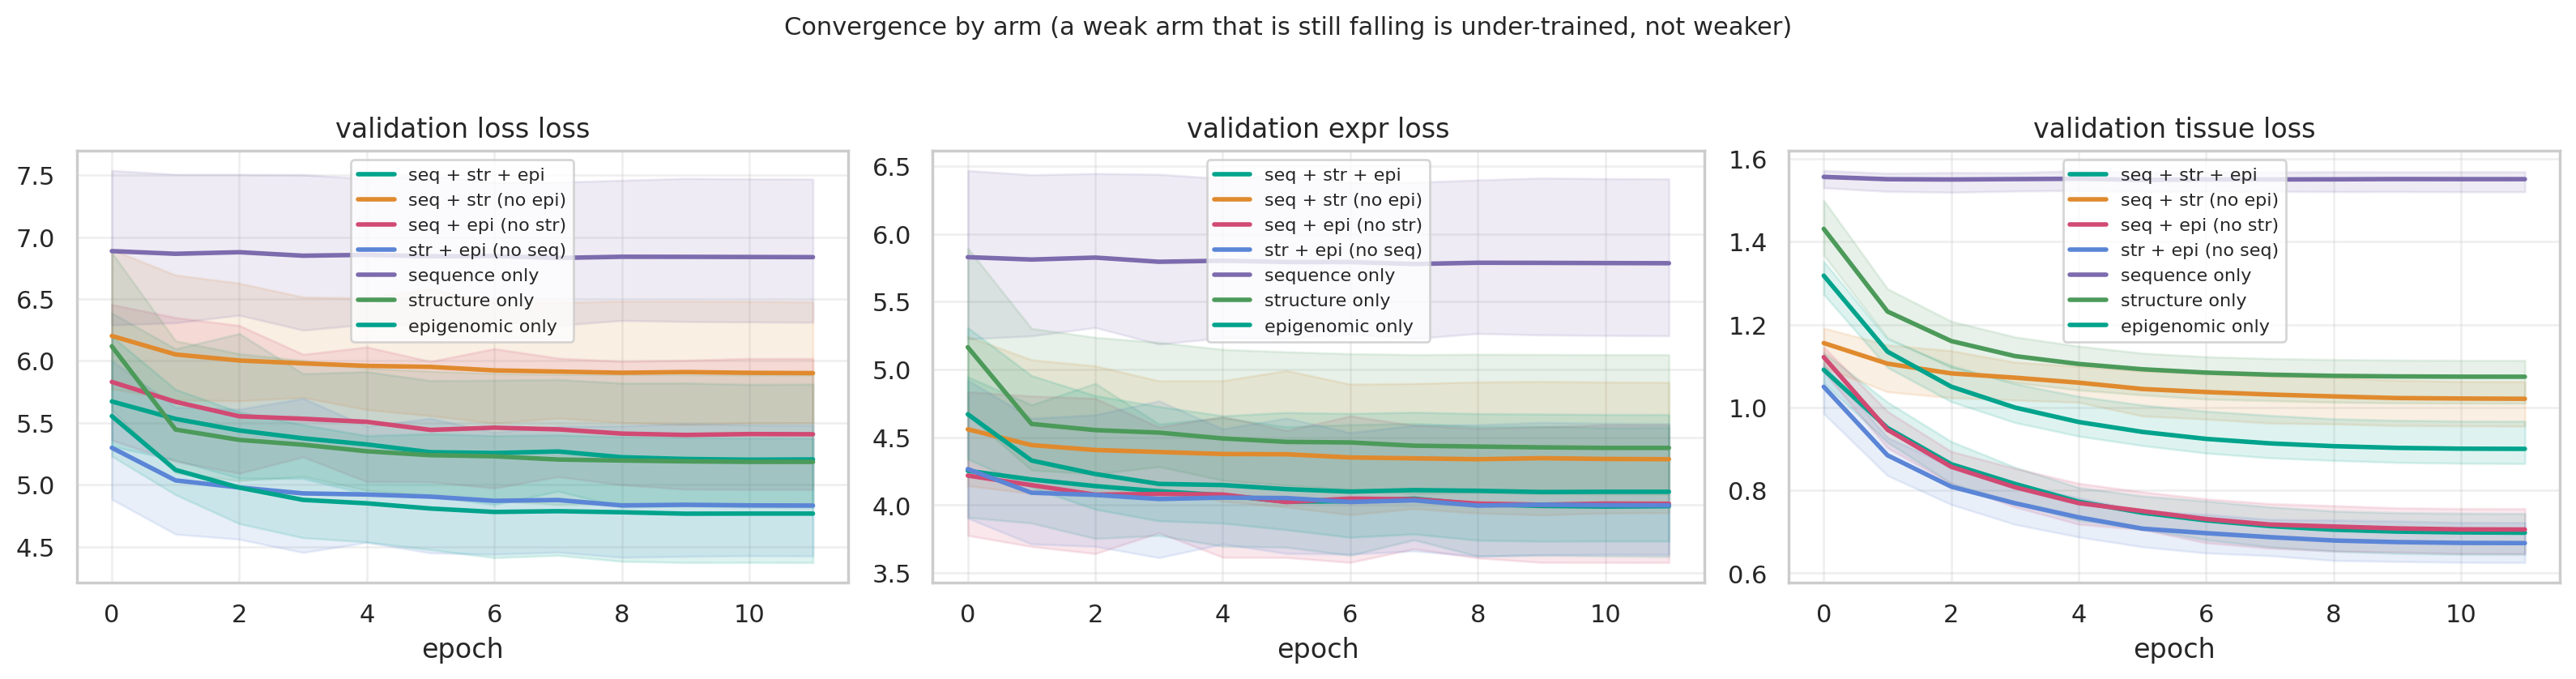 Convergence by arm (a weak arm that is still falling is under-trained, not weaker)
validation loss loss
7.5
7.0
6.5
6.0
5.5
5.0
4.5
seq + str + epi
seq + str (no epi)
seq + epi (no str)
str + epi (no seq)
sequence only
structure only
epigenomic only
0 2 4 6 8 10
epoch
validation expr loss
6.5
6.0
5.5
5.0
4.5
4.0
3.5
seq + str + epi
seq + str (no epi)
seq + epi (no str)
str + epi (no seq)
sequence only
structure only
epigenomic only
0 2 4 6 8 10
epoch
validation tissue loss
1.6
1.4
1.2
1.0
0.8
0.6
seq + str + epi
seq + str (no epi)
seq + epi (no str)
str + epi (no seq)
sequence only
structure only
epigenomic only
0 2 4 6 8 10
epoch